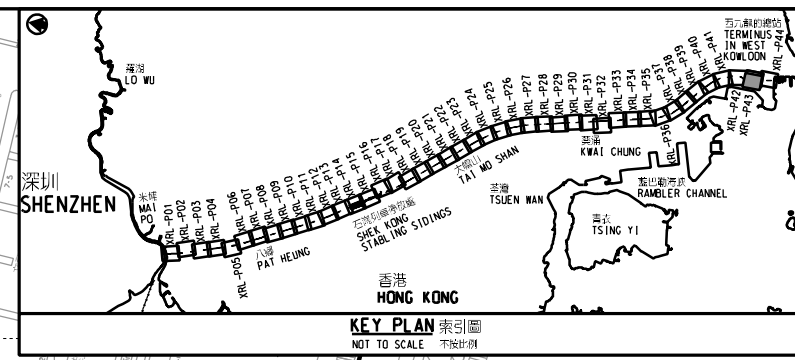 羅湖
LO WU
深圳
SHENZHEN
米埔
MAI
PO
XRL-P01
XRL-P02
XRL-P03
XRL-P04
XRL-P05
XRL-P06
XRL-P07
XRL-P08
XRL-P09
XRL-P10
XRL-P11
XRL-P12
XRL-P13
XRL-P14
XRL-P15
XRL-P16
XRL-P17
XRL-P18
XRL-P19
XRL-P20
XRL-P21
XRL-P22
XRL-P23
XRL-P24
XRL-P25
XRL-P26
XRL-P27
XRL-P28
XRL-P29
XRL-P30
XRL-P31
XRL-P32
XRL-P33
XRL-P34
XRL-P35
XRL-P36
XRL-P37
XRL-P38
XRL-P39
XRL-P40
XRL-P41
XRL-P42
XRL-P43
XRL-P44
八鄉
PAT HEUNG
SHEK KONG
STABLING SIDINGS
大帽山
TAI MO SHAN
荃灣
TSUEN WAN
葵涌
KWAI CHUNG
藍巴勒海峽
RAMBLER CHANNEL
青衣
TSING YI
西九龍的總站
TERMINUS
IN WEST
KOWLOON
香港
HONG KONG
KEY PLAN 索引圖
NOT TO SCALE 不按比例
7-5